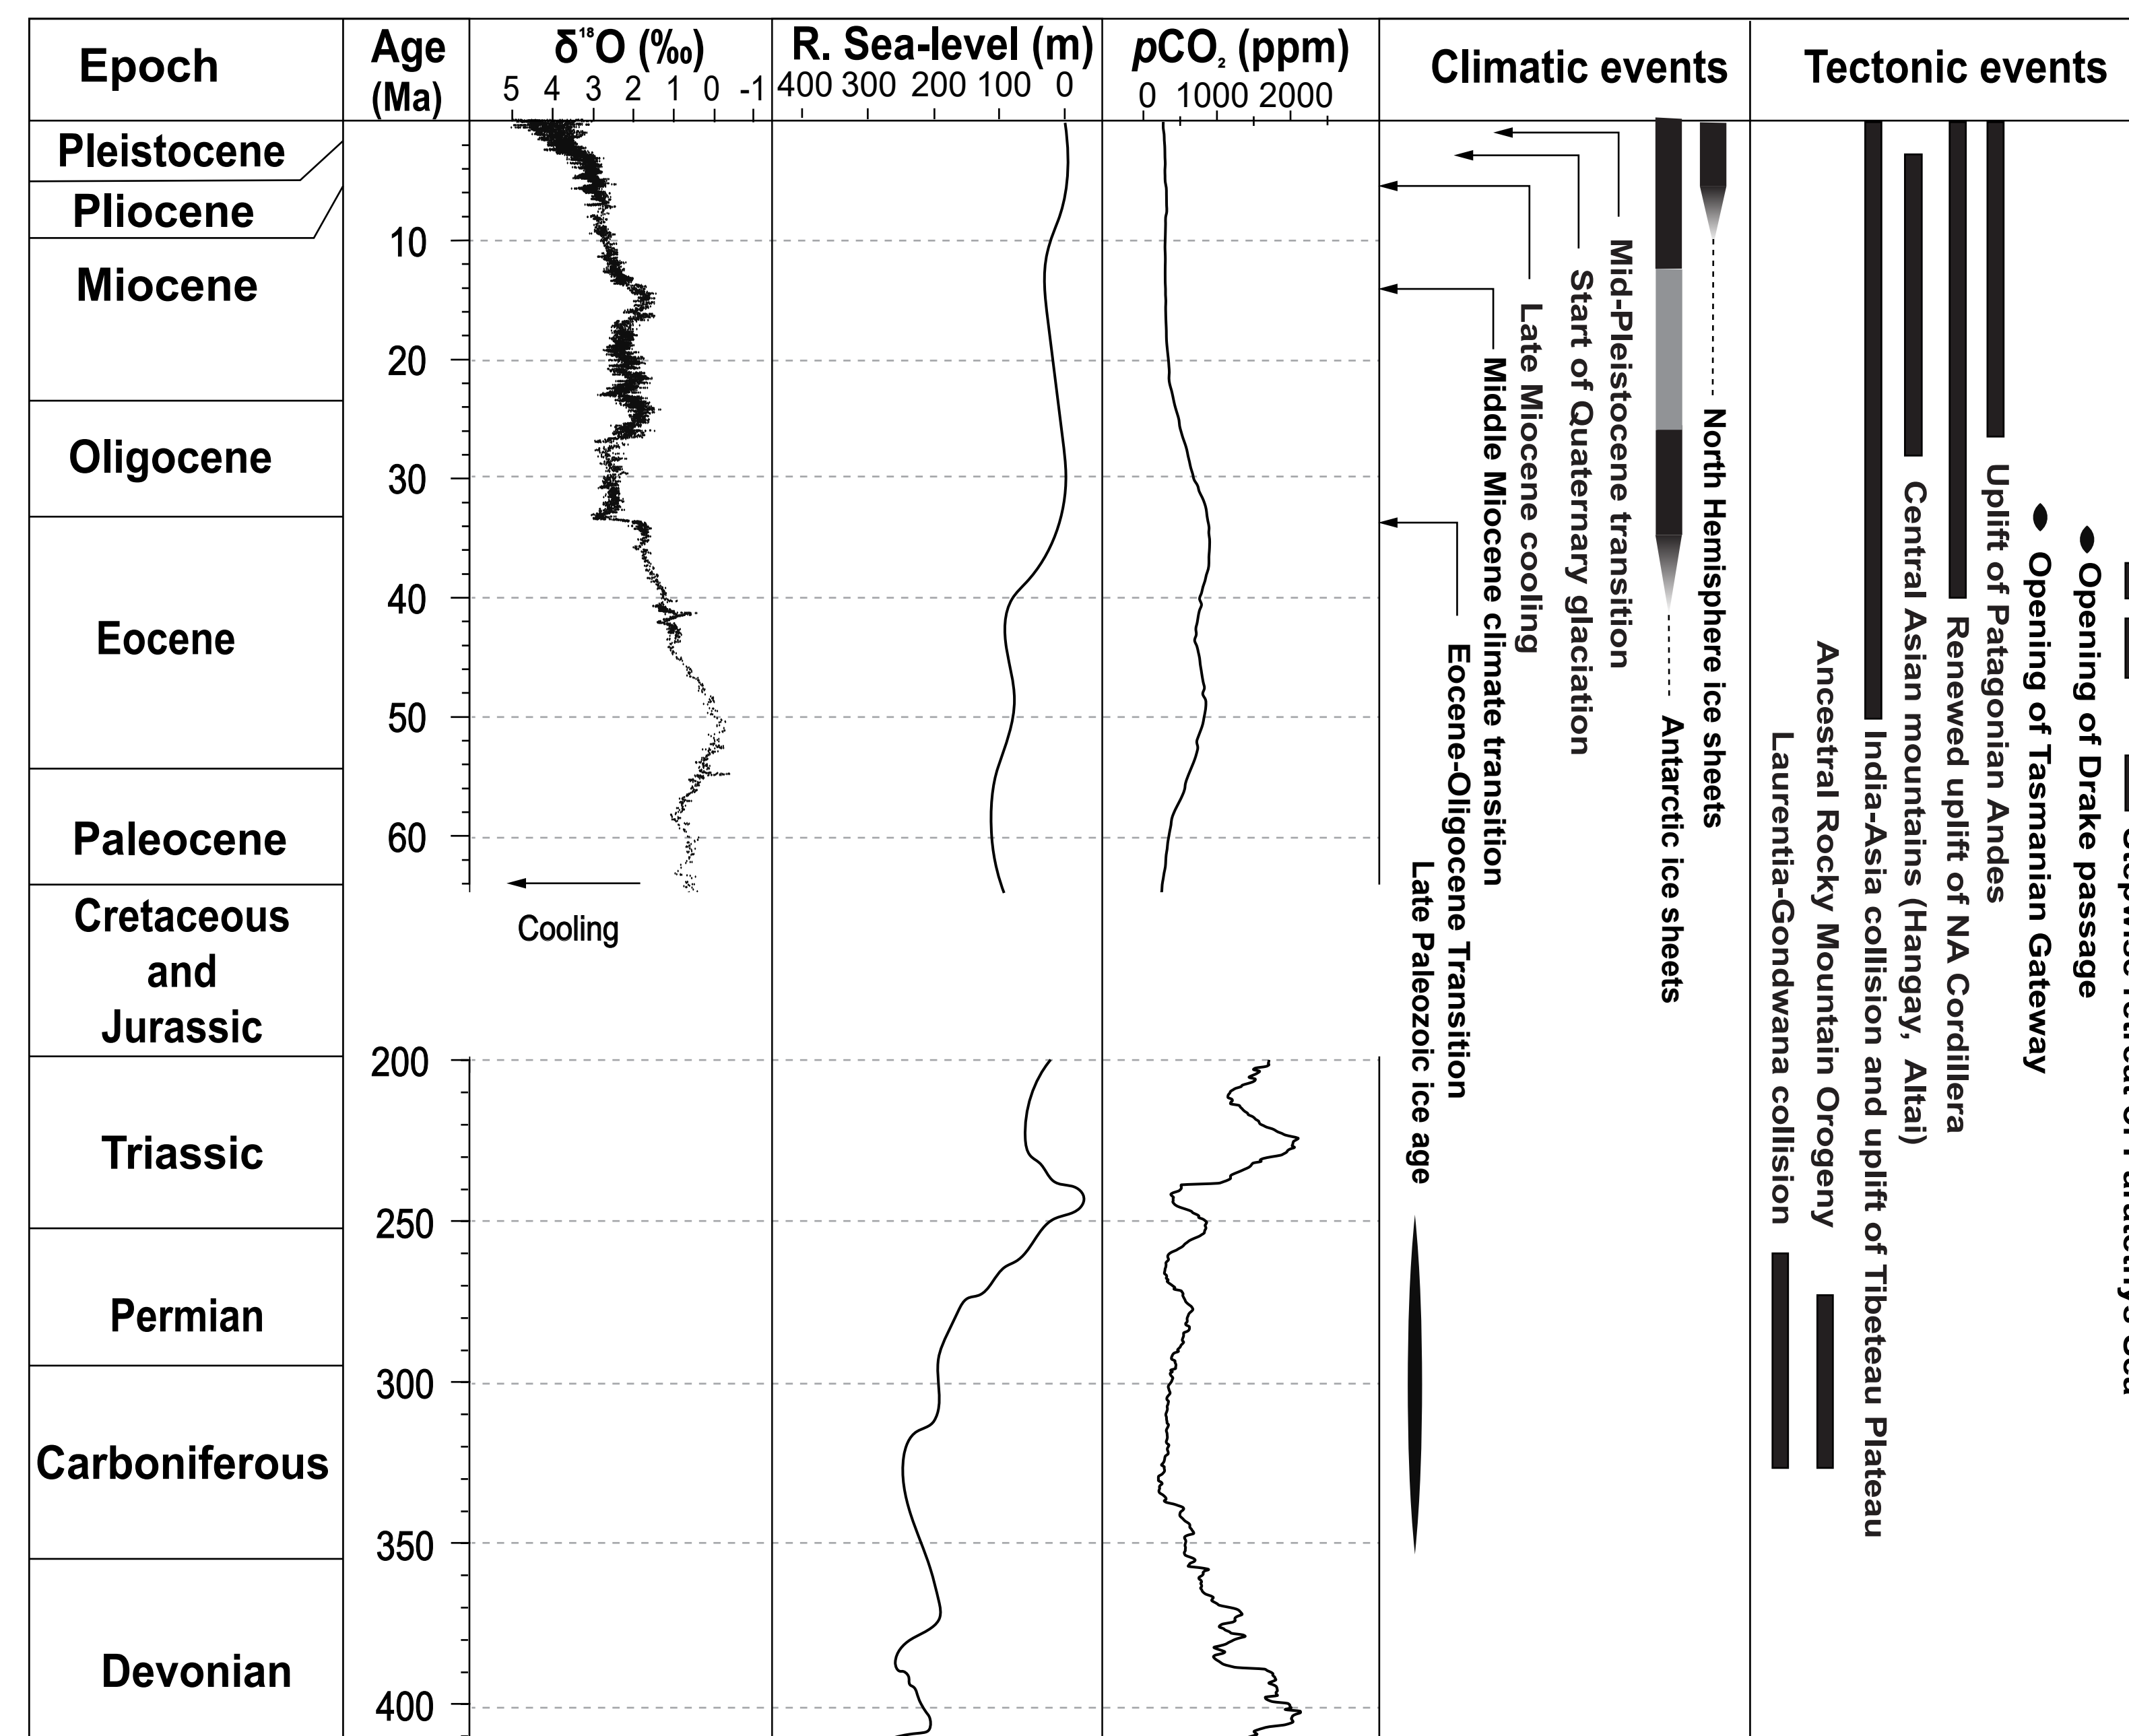 Epoch
Age
(Ma)
δ¹⁸O (‰)
5 4 3 2 1 0 -1
R. Sea-level (m)
400 300 200 100 0
pCO₂ (ppm)
0 1000 2000
Climatic events
Tectonic events
Pleistocene
Pliocene
Miocene
Oligocene
Eocene
Paleocene
Cretaceous
and
Jurassic
Triassic
Permian
Carboniferous
Devonian
10
20
30
40
50
60
200
250
300
350
400
Cooling
Late Paleozoic ice age
Eocene-Oligocene Transition
Middle Miocene climate transition
Late Miocene cooling
Start of Quaternary glaciation
Mid-Pleistocene transition
Antarctic ice sheets
North Hemisphere ice sheets
Laurentia-Gondwana collision
Ancestral Rocky Mountain Orogeny
India-Asia collision and uplift of Tibeteau Plateau
Central Asian mountains (Hangay, Altai)
Renewed uplift of NA Cordillera
Uplift of Patagonian Andes
Opening of Tasmanian Gateway
Opening of Drake passage